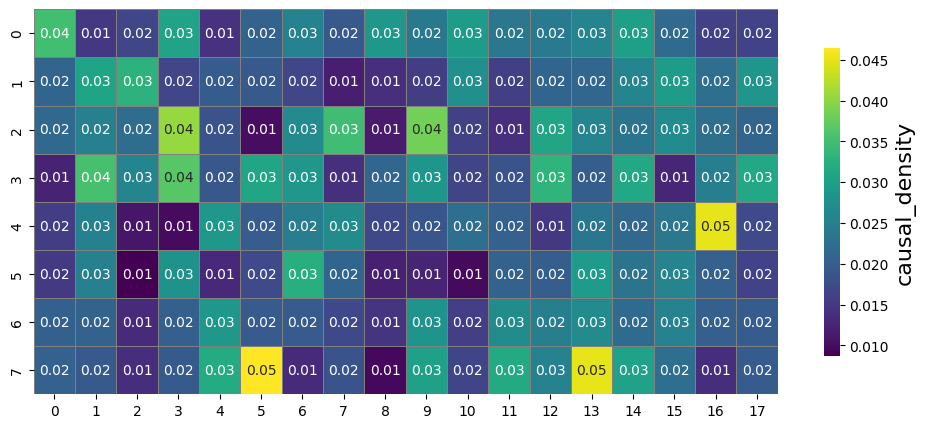 0 0.04 0.01 0.02 0.03 0.01 0.02 0.03 0.02 0.03 0.02 0.03 0.02 0.02 0.03 0.03 0.02 0.02 0.02
1 0.02 0.03 0.03 0.02 0.02 0.02 0.02 0.01 0.01 0.02 0.03 0.02 0.02 0.02 0.03 0.03 0.02 0.03
2 0.02 0.03 0.02 0.04 0.02 0.01 0.03 0.03 0.01 0.04 0.02 0.01 0.03 0.03 0.02 0.03 0.02 0.02
3 0.01 0.04 0.03 0.04 0.02 0.03 0.03 0.01 0.02 0.03 0.02 0.02 0.03 0.02 0.03 0.01 0.02 0.03
4 0.02 0.03 0.01 0.01 0.03 0.02 0.02 0.03 0.02 0.02 0.02 0.02 0.01 0.02 0.02 0.02 0.05 0.02
5 0.02 0.03 0.01 0.03 0.01 0.02 0.03 0.02 0.01 0.01 0.01 0.02 0.02 0.03 0.02 0.03 0.02 0.02
6 0.02 0.02 0.01 0.02 0.03 0.02 0.02 0.02 0.01 0.03 0.02 0.03 0.03 0.03 0.03 0.02 0.02 0.02
7 0.02 0.02 0.01 0.02 0.03 0.05 0.01 0.02 0.01 0.03 0.02 0.03 0.03 0.05 0.03 0.02 0.01 0.02
0 1 2 3 4 5 6 7 8 9 10 11 12 13 14 15 16 17
0.045
0.040
0.035
0.030
0.025
0.020
0.015
0.010
causal_density